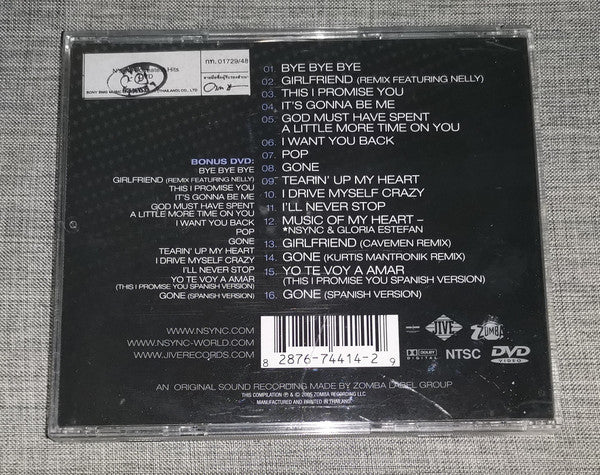 กท. 01729/48
Hits
01. BYE BYE BYE
02. GIRLFRIEND (REMIX FEATURING NELLY)
03. THIS I PROMISE YOU
04. IT'S GONNA BE ME
05. GOD MUST HAVE SPENT
A LITTLE MORE TIME ON YOU
06. I WANT YOU BACK
07. POP
08. GONE
09. TEARIN' UP MY HEART
10. I DRIVE MYSELF CRAZY
11. I'LL NEVER STOP
12. MUSIC OF MY HEART –
*NSYNC & GLORIA ESTEFAN
13. GIRLFRIEND (CAVEMEN REMIX)
14. GONE (KURTIS MANTRONIK REMIX)
15. YO TE VOY A AMAR
(THIS I PROMISE YOU SPANISH VERSION)
16. GONE (SPANISH VERSION)
BONUS DVD:
BYE BYE BYE
GIRLFRIEND (REMIX FEATURING NELLY)
THIS I PROMISE YOU
IT'S GONNA BE ME
GOD MUST HAVE SPENT
A LITTLE MORE TIME ON YOU
I WANT YOU BACK
POP
GONE
TEARIN' UP MY HEART
I DRIVE MYSELF CRAZY
I'LL NEVER STOP
YO TE VOY A AMAR
(THIS I PROMISE YOU SPANISH VERSION)
GONE (SPANISH VERSION)
WWW.NSYNC.COM
WWW.NSYNC-WORLD.COM
WWW.JIVERECORDS.COM
8 2876-74414-2 9
JIVE
ZOMBA
DOLBY
DIGITAL
NTSC
DVD
VIDEO
AN ORIGINAL SOUND RECORDING MADE BY ZOMBA LABEL GROUP
THIS COMPILATION ℗ & © 2005 ZOMBA RECORDING LLC
MANUFACTURED AND PRINTED IN THAILAND